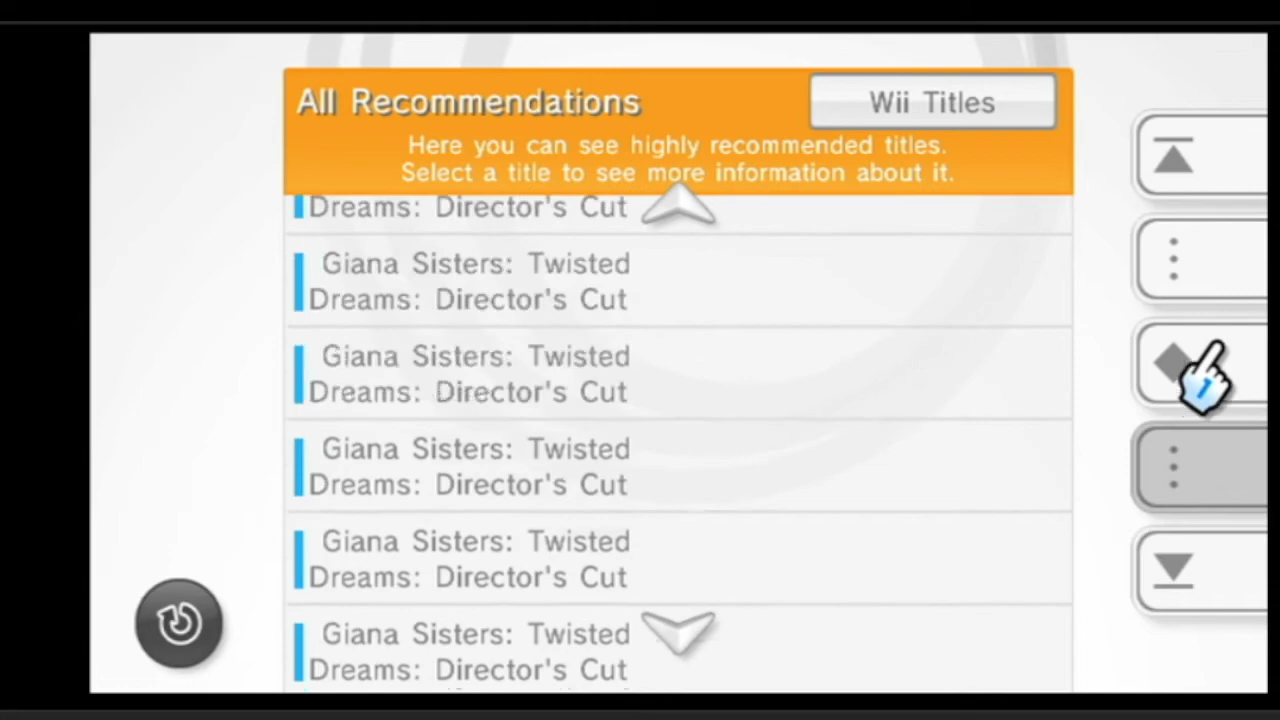 All Recommendations
Wii Titles
Here you can see highly recommended titles.
Select a title to see more information about it.
Dreams: Director's Cut
Giana Sisters: Twisted
Dreams: Director's Cut
Giana Sisters: Twisted
Dreams: Director's Cut
Giana Sisters: Twisted
Dreams: Director's Cut
Giana Sisters: Twisted
Dreams: Director's Cut
Giana Sisters: Twisted
Dreams: Director's Cut
1